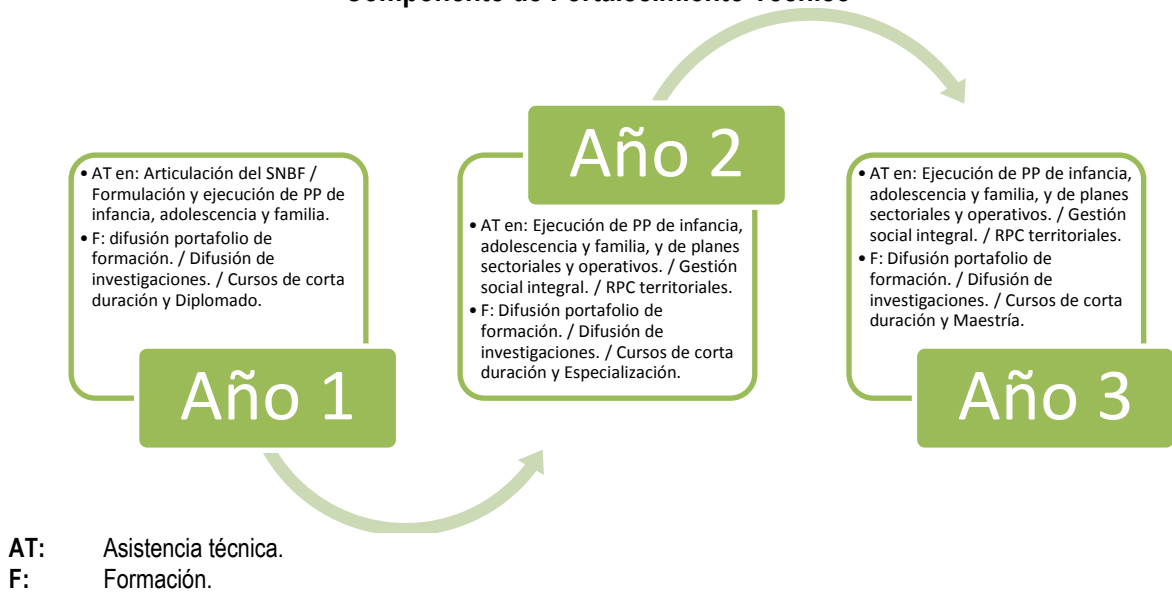 Componente de Fortalecimiento Técnico
• AT en: Articulación del SNBF /
Formulación y ejecución de PP de
infancia, adolescencia y familia.
• F: difusión portafolio de
formación. / Difusión de
investigaciones. / Cursos de corta
duración y Diplomado.
Año 1
Año 2
• AT en: Ejecución de PP de infancia,
adolescencia y familia, y de planes
sectoriales y operativos. / Gestión
social integral. / RPC territoriales.
• F: Difusión portafolio de
formación. / Difusión de
investigaciones. / Cursos de corta
duración y Especialización.
• AT en: Ejecución de PP de infancia,
adolescencia y familia, y de planes
sectoriales y operativos. / Gestión
social integral. / RPC territoriales.
• F: Difusión portafolio de
formación. / Difusión de
investigaciones. / Cursos de corta
duración y Maestría.
Año 3
AT: Asistencia técnica.
F: Formación.